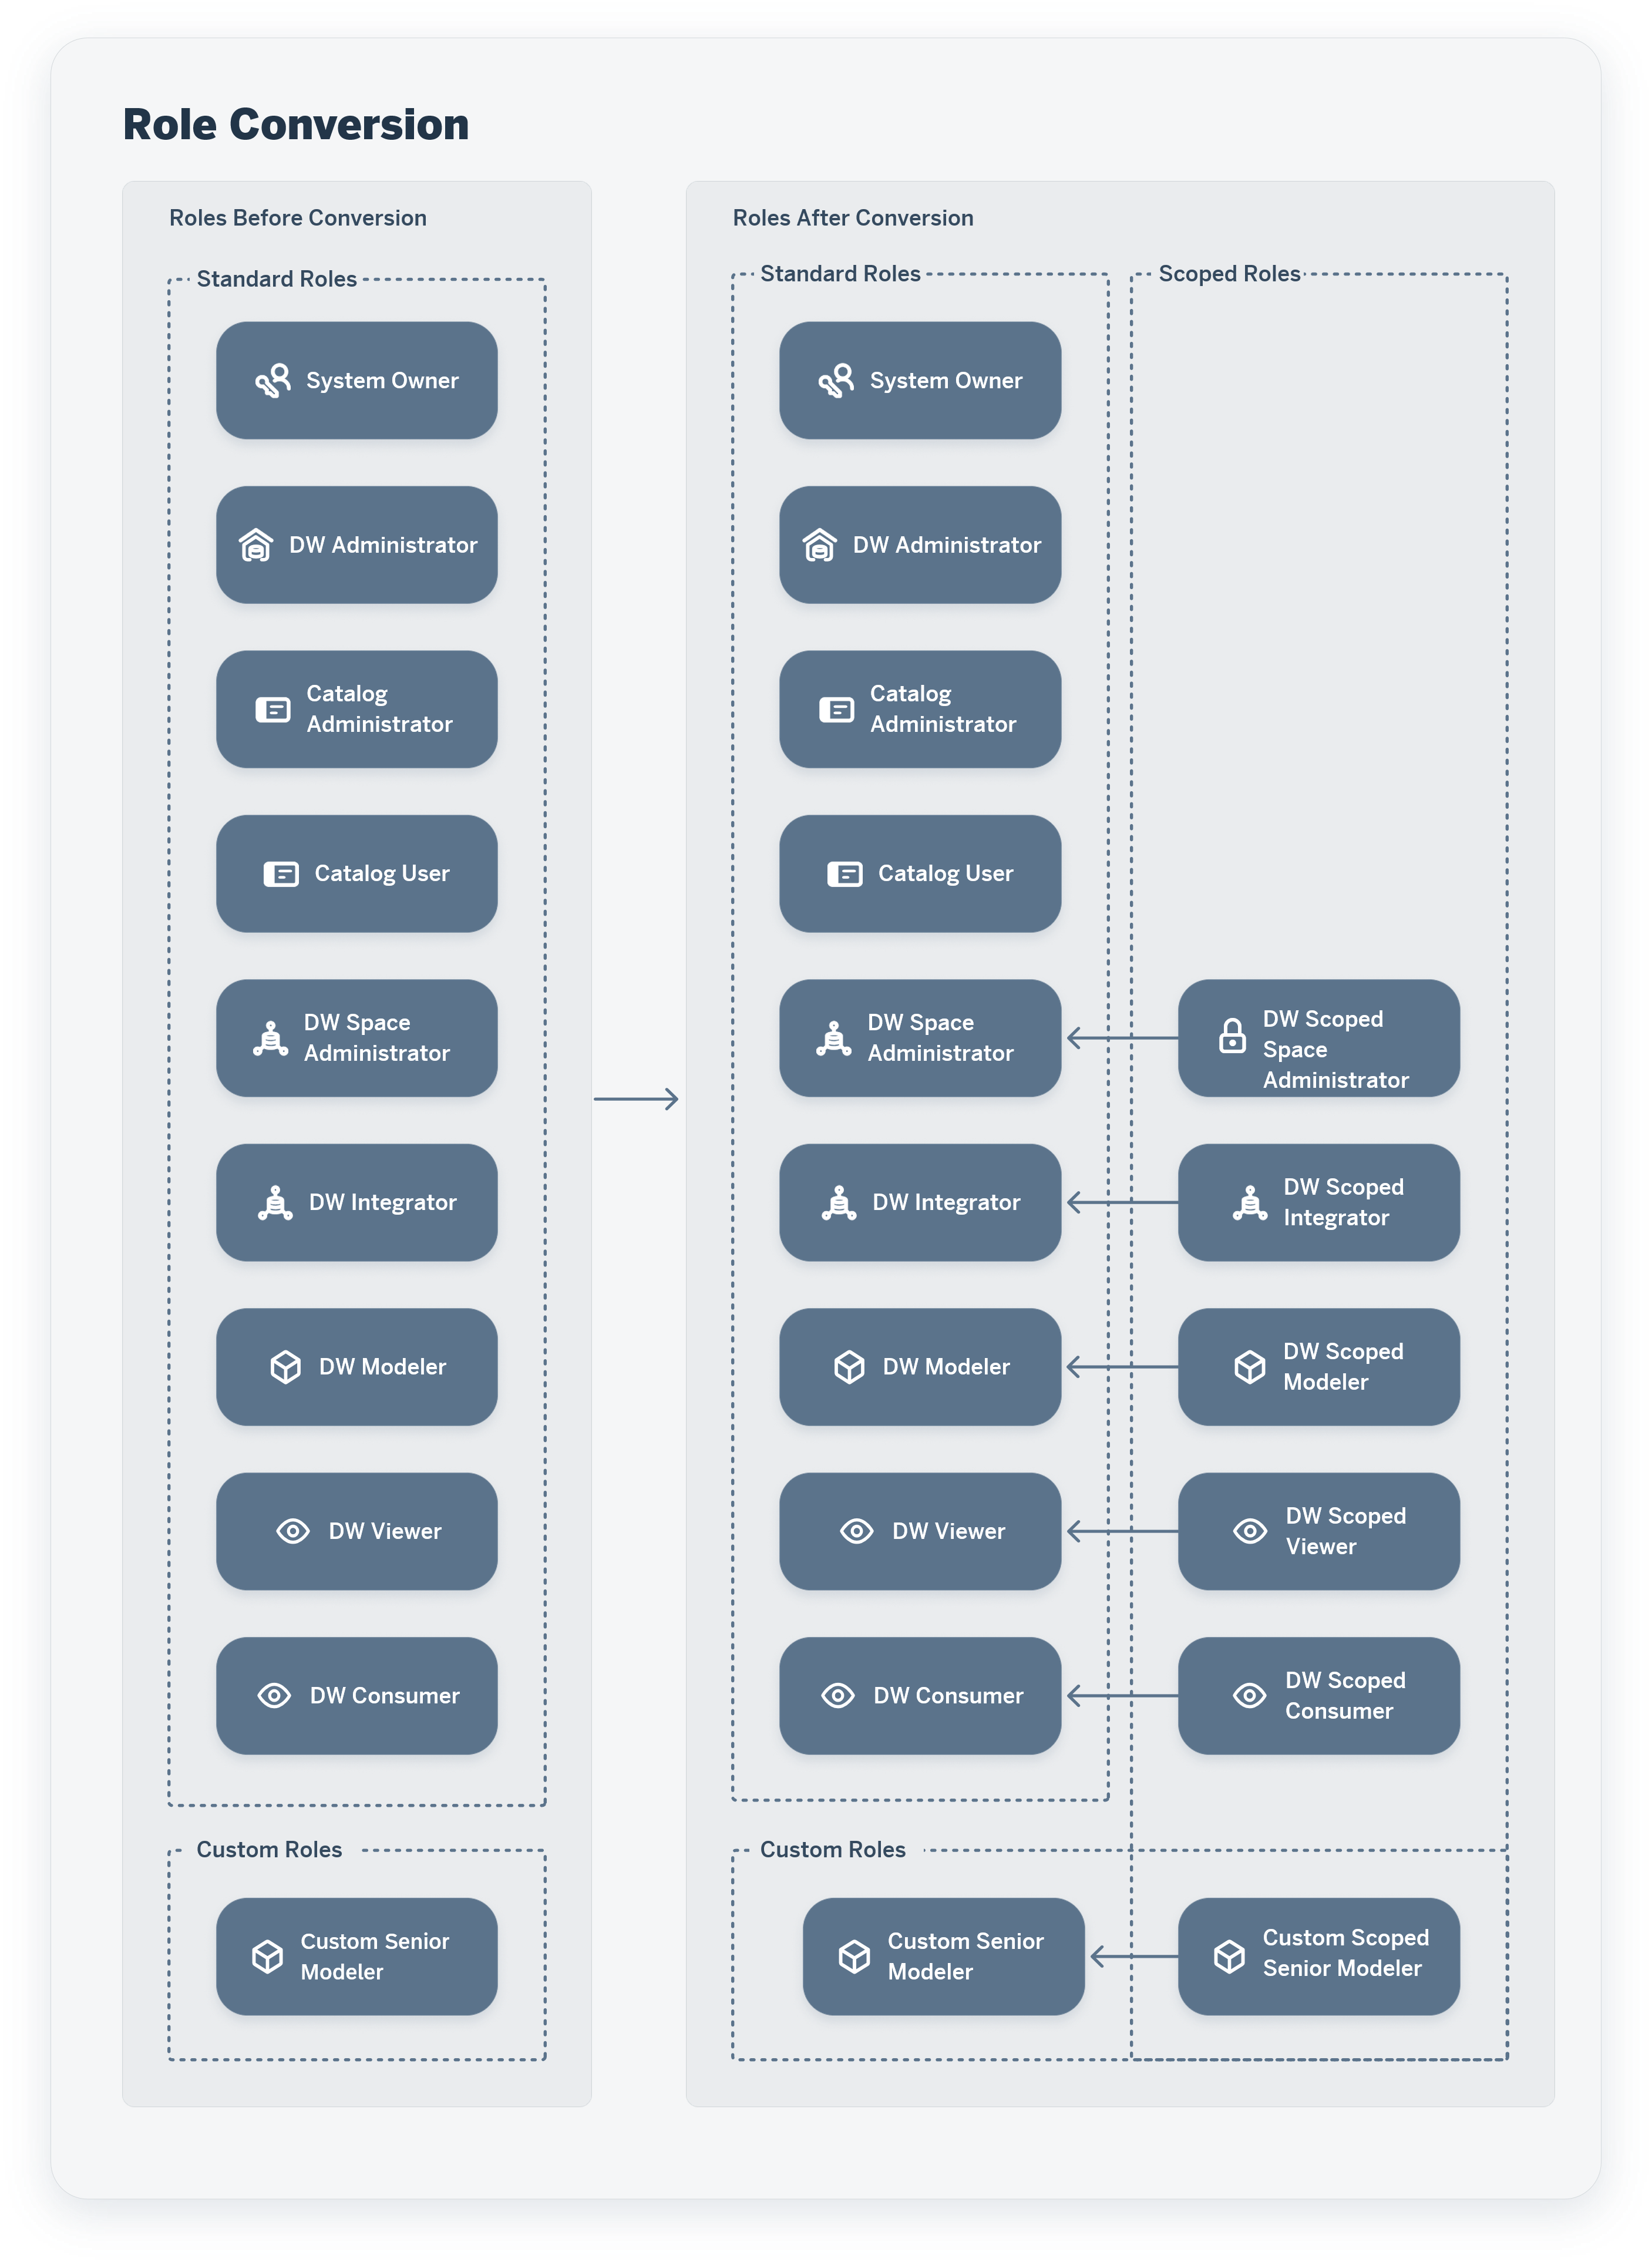 Role Conversion
Roles Before Conversion
Standard Roles
System Owner
DW Administrator
Catalog
Administrator
Catalog User
DW Space
Administrator
DW Integrator
DW Modeler
DW Viewer
DW Consumer
Custom Roles
Custom Senior
Modeler
Roles After Conversion
Standard Roles
System Owner
DW Administrator
Catalog
Administrator
Catalog User
DW Space
Administrator
DW Integrator
DW Modeler
DW Viewer
DW Consumer
Scoped Roles
DW Scoped
Space
Administrator
DW Scoped
Integrator
DW Scoped
Modeler
DW Scoped
Viewer
DW Scoped
Consumer
Custom Roles
Custom Senior
Modeler
Custom Scoped
Senior Modeler